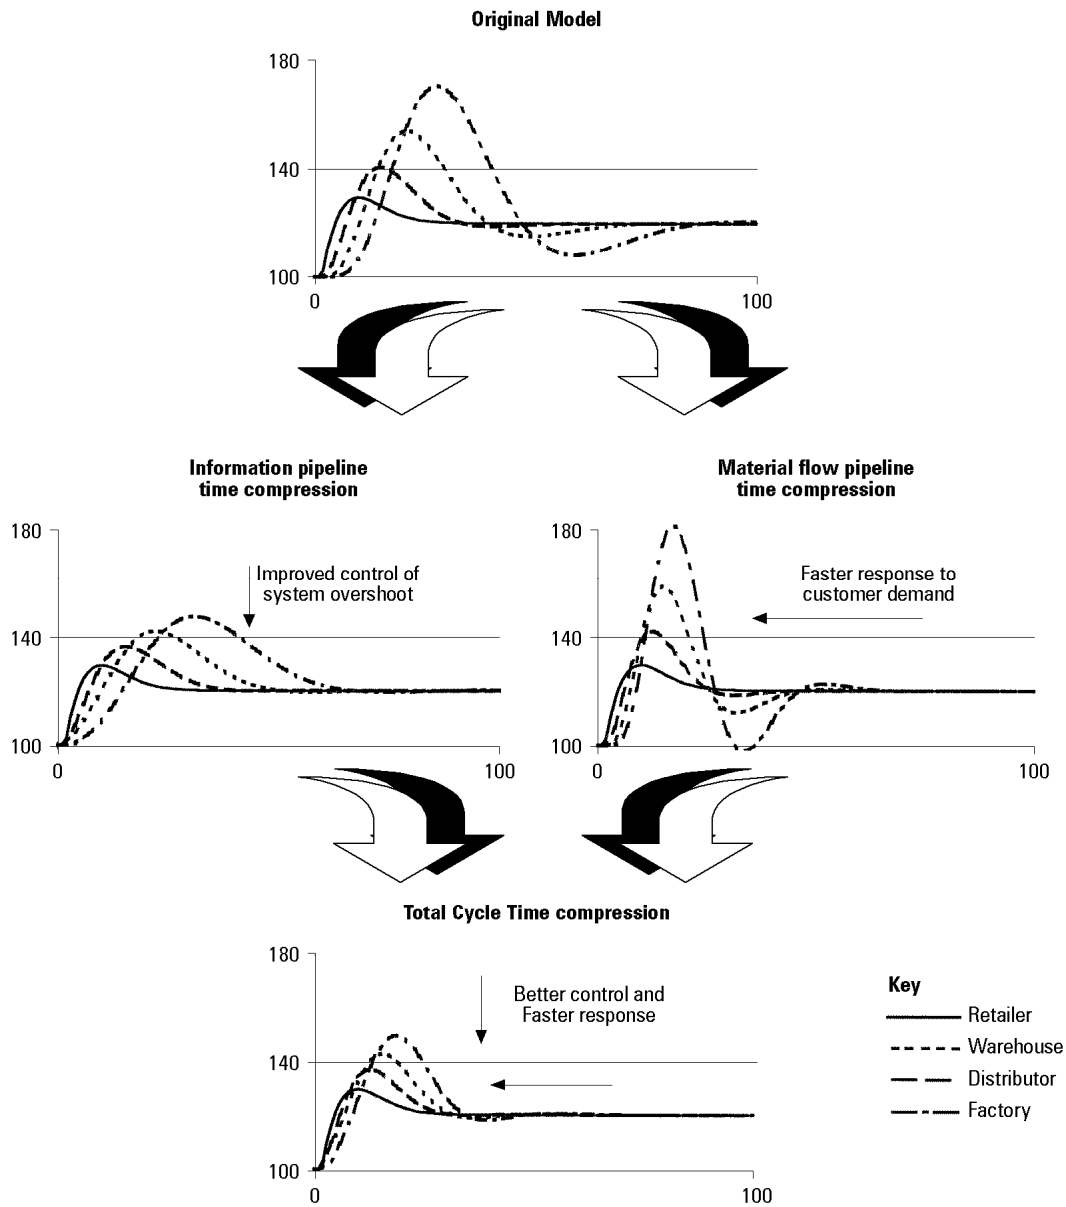 Original Model
180
140
100
0
100
Information pipeline
time compression
180
140
100
0
100
Improved control of
system overshoot
Material flow pipeline
time compression
180
140
100
0
100
Faster response to
customer demand
Total Cycle Time compression
180
140
100
0
100
Better control and
Faster response
Key
Retailer
Warehouse
Distributor
Factory